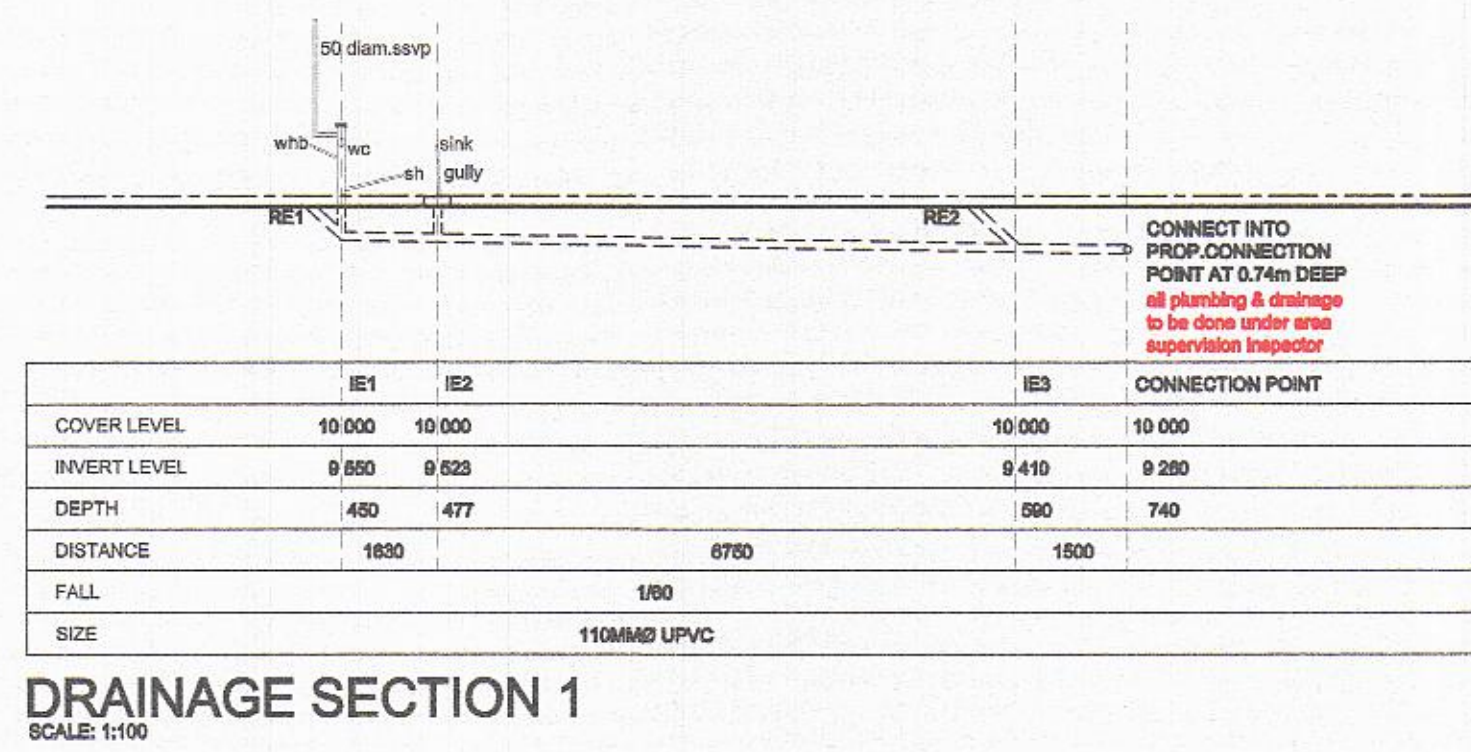 50 diam.ssvp
whb
wc
sink
sh
gully
RE1
RE2
CONNECT INTO
PROP.CONNECTION
POINT AT 0.74m DEEP
all plumbing & drainage
to be done under area
supervision inspector
IE1 IE2 IE3 CONNECTION POINT
COVER LEVEL 10 000 10 000 10 000 10 000
INVERT LEVEL 9 550 9 523 9 410 9 260
DEPTH 450 477 590 740
DISTANCE 1630 6750 1500
FALL 1/60
SIZE 110MMØ UPVC
DRAINAGE SECTION 1
SCALE: 1:100